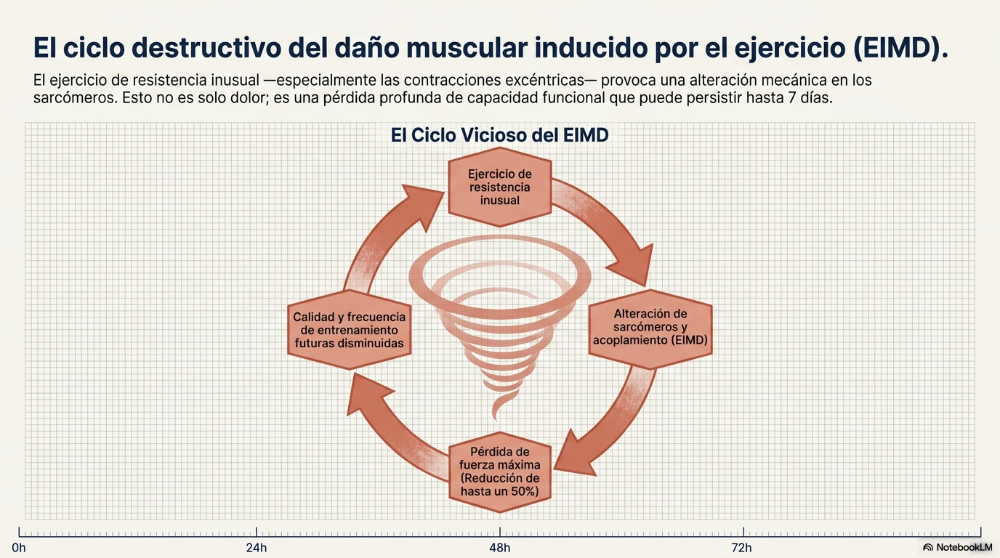 El ciclo destructivo del daño muscular inducido por el ejercicio (EIMD).
El ejercicio de resistencia inusual —especialmente las contracciones excéntricas— provoca una alteración mecánica en los
sarcómeros. Esto no es solo dolor; es una pérdida profunda de capacidad funcional que puede persistir hasta 7 días.
El Ciclo Vicioso del EIMD
Ejercicio de
resistencia
inusual
Alteración de
sarcómeros y
acoplamiento (EIMD)
Pérdida de
fuerza máxima
(Reducción de
hasta un 50%)
Calidad y frecuencia
de entrenamiento
futuras disminuidas
0h
24h
48h
72h
NotebookLM